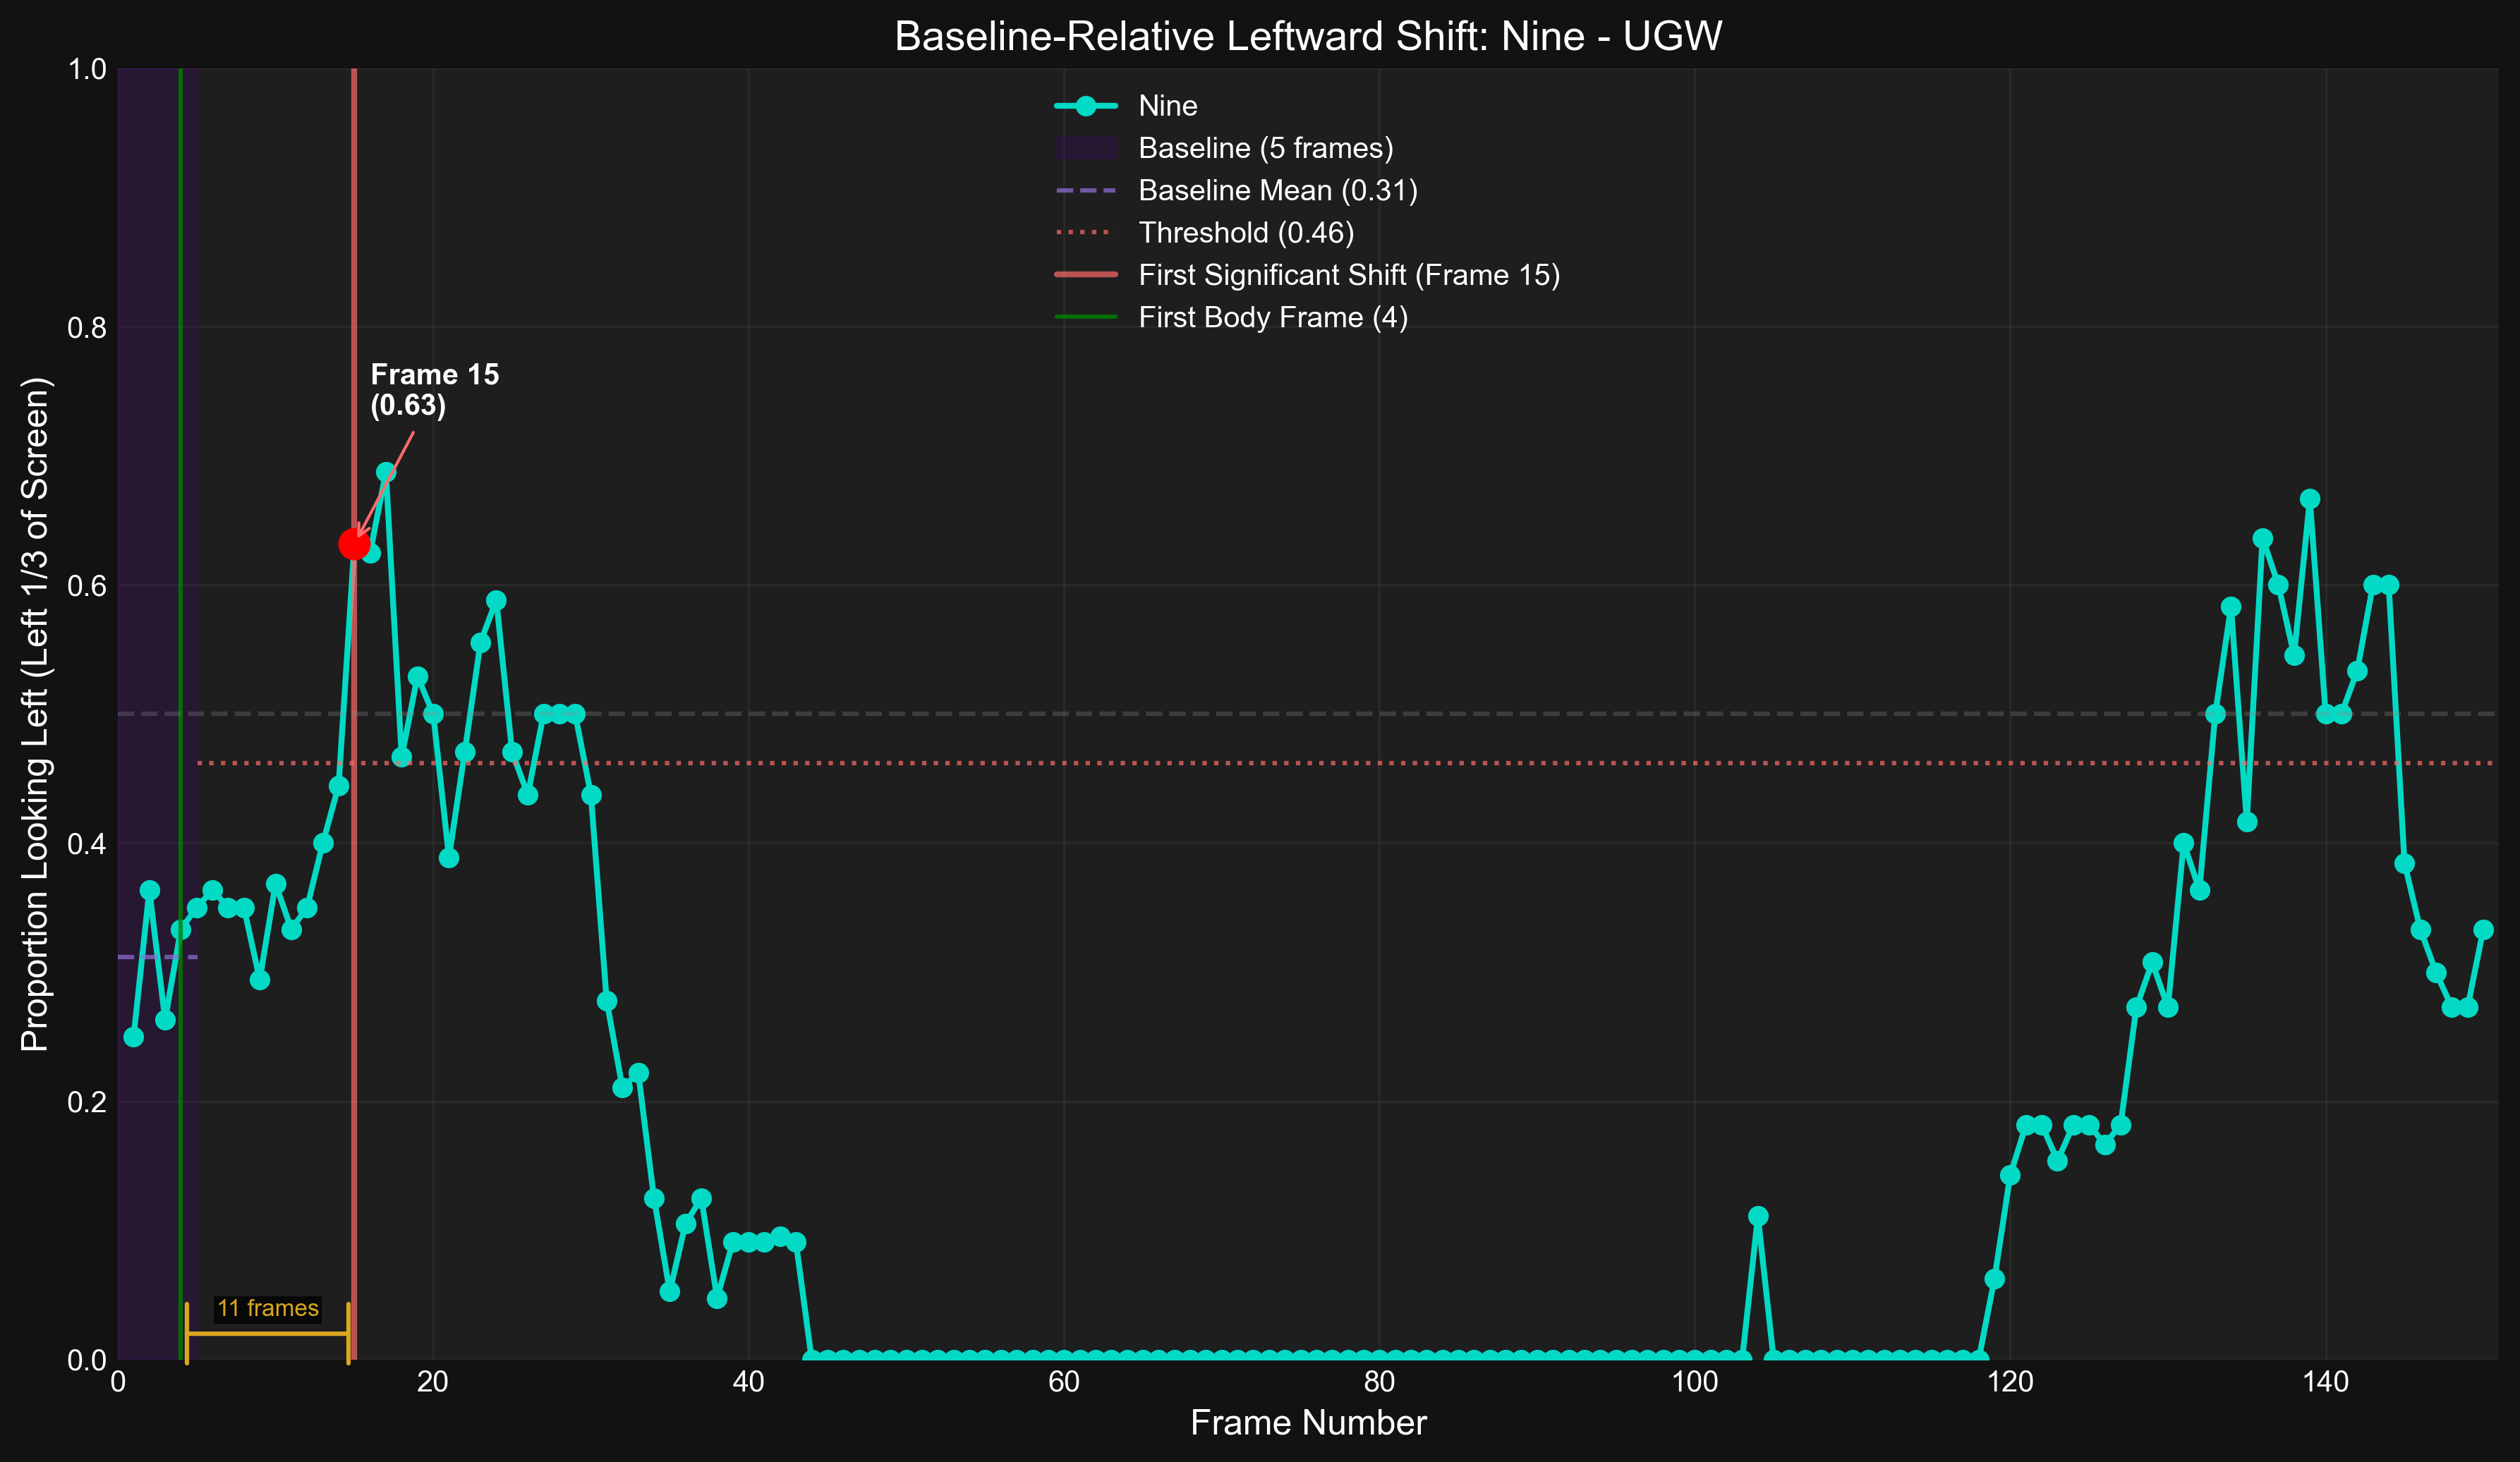 Baseline-Relative Leftward Shift: Nine - UGW
Nine
Baseline (5 frames)
Baseline Mean (0.31)
Threshold (0.46)
First Significant Shift (Frame 15)
First Body Frame (4)
Frame 15
(0.63)
11 frames
Proportion Looking Left (Left 1/3 of Screen)
1.0
0.8
0.6
0.4
0.2
0.0
0
20
40
60
80
100
120
140
Frame Number